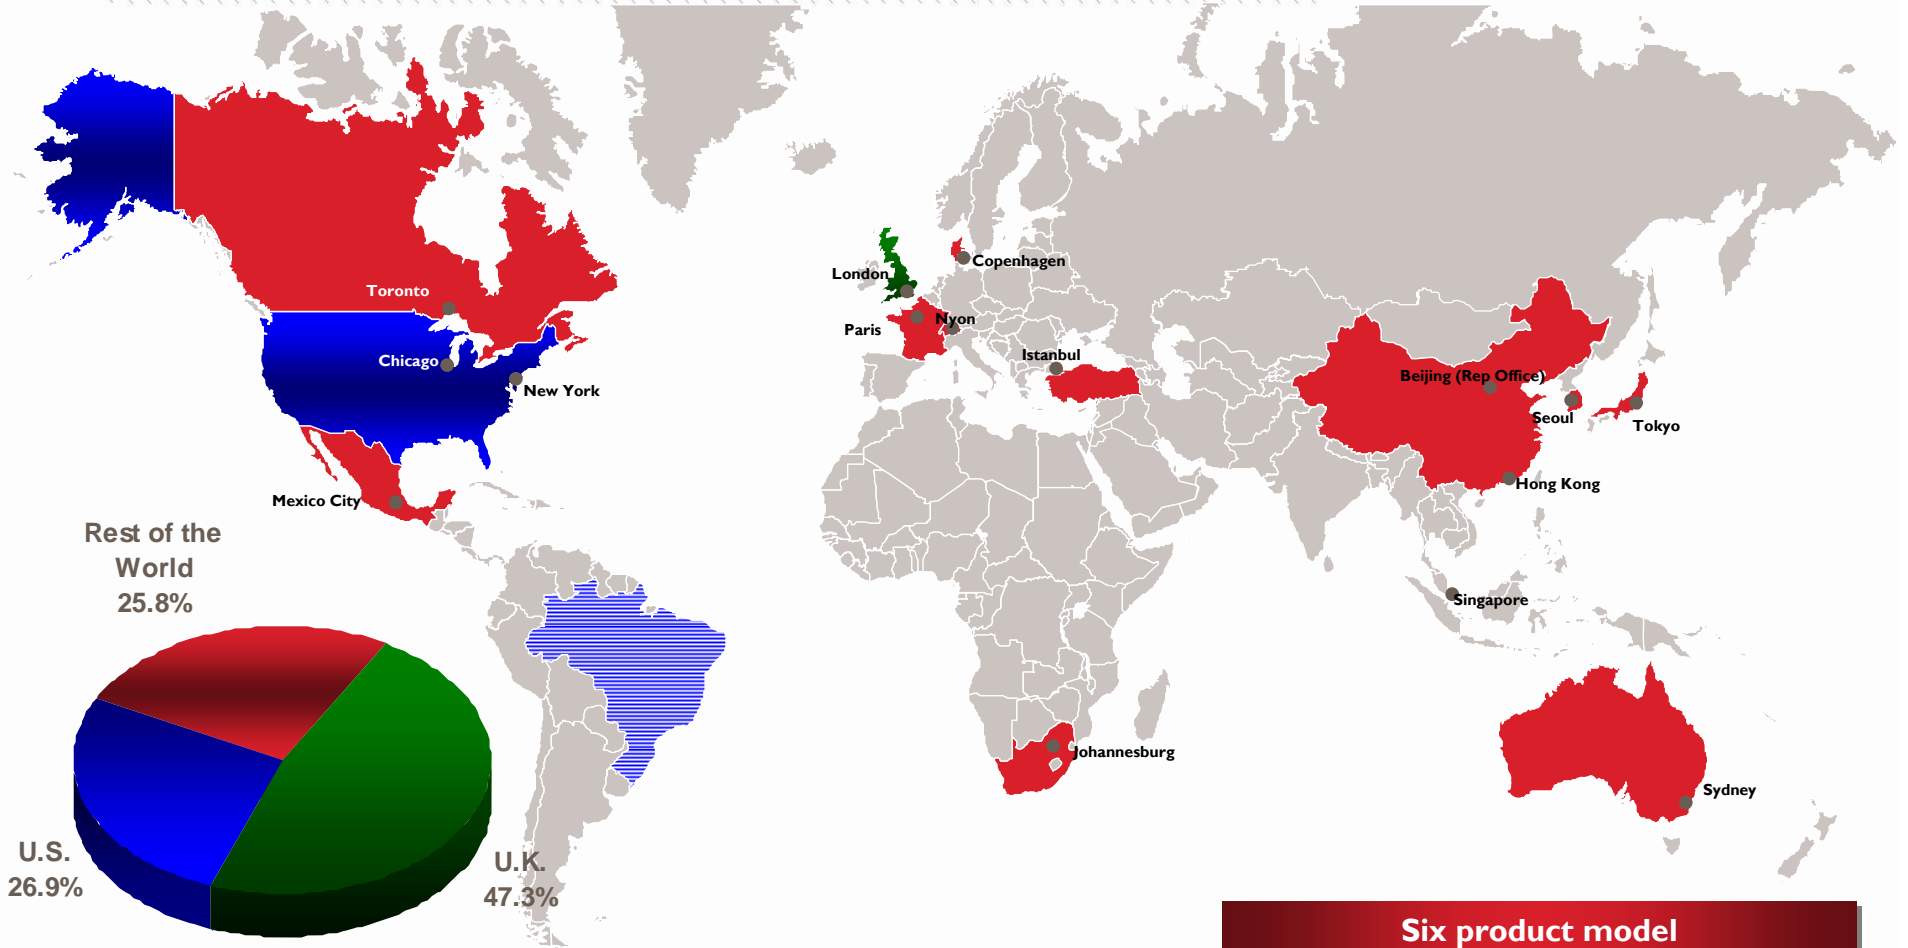 Toronto
Chicago
New York
Mexico City
London
Copenhagen
Paris
Nyon
Istanbul
Beijing (Rep Office)
Seoul
Tokyo
Hong Kong
Singapore
Johannesburg
Sydney
Rest of the
World
25.8%
U.S.
26.9%
U.K.
47.3%
Six product model